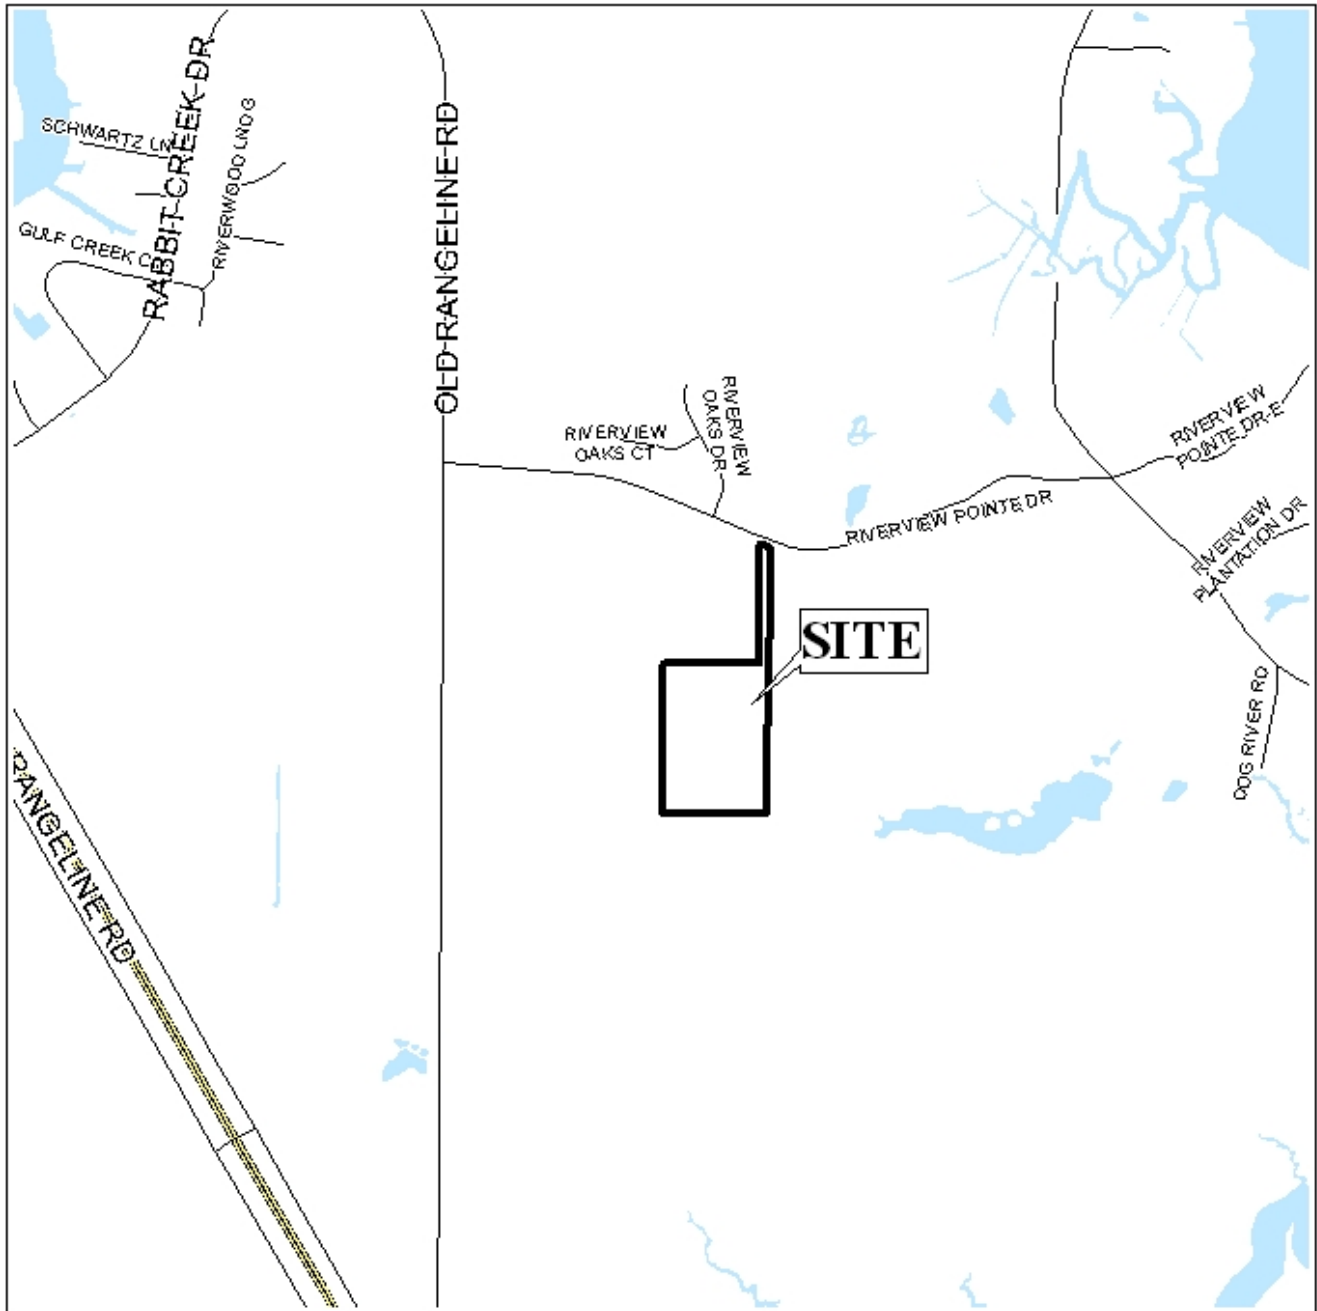 RABBIT CREEK DR
SCHWARTZ LN
RIVERWOOD LNDG
GULF CREEK
OLD RANGELINE RD
RIVERVIEW
OAKS CT
RIVERVIEW
OAKS DR
RIVERVIEW
POINTE DR E
RIVERVIEW POINTE DR
RIVERVIEW
PLANTATION DR
SITE
DOG RIVER RD
RANGELINE RD